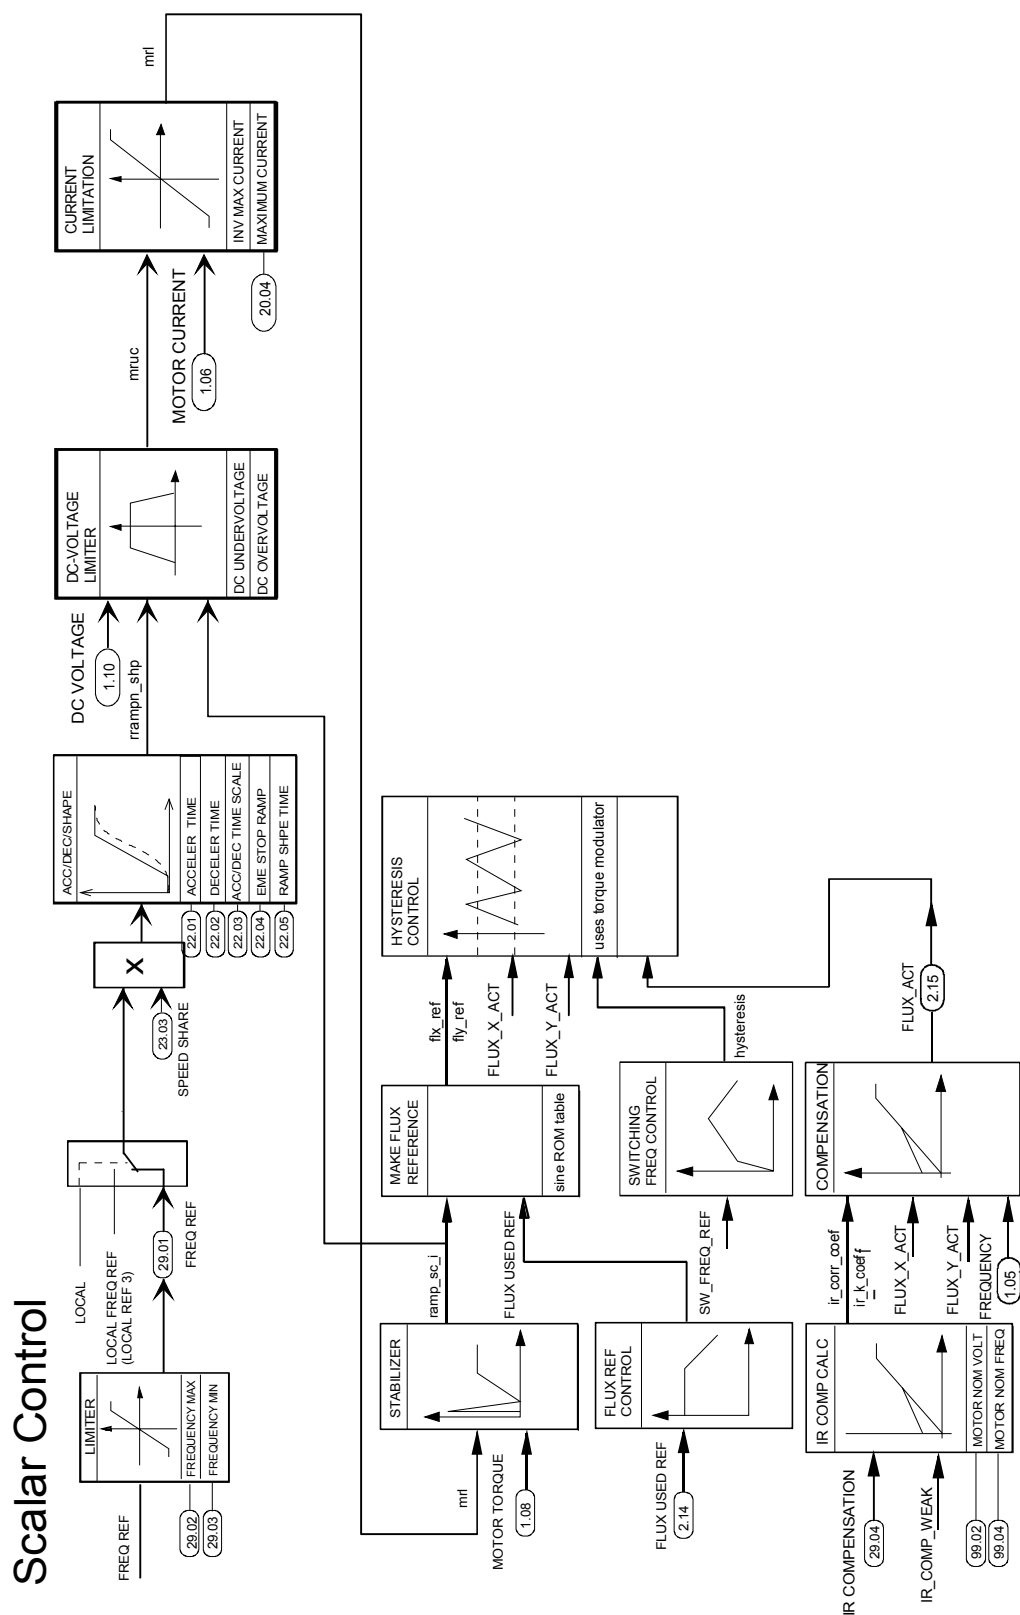 Scalar Control
FREQ REF
LIMITER
FREQUENCY MAX
FREQUENCY MIN
29.02
29.03
LOCAL
LOCAL FREQ REF
(LOCAL REF 3)
29.01
FREQ REF
X
23.03
SPEED SHARE
ACC/DEC/SHAPE
ACCELER TIME
DECELER TIME
ACC/DEC TIME SCALE
EME STOP RAMP
RAMP SHPE TIME
22.01
22.02
22.03
22.04
22.05
DC VOLTAGE
1.10
rrampn_shp
DC-VOLTAGE
LIMITER
DC UNDERVOLTAGE
DC OVERVOLTAGE
mruc
MOTOR CURRENT
1.06
CURRENT
LIMITATION
INV MAX CURRENT
MAXIMUM CURRENT
20.04
mrl
mrl
MOTOR TORQUE
1.08
STABILIZER
ramp_sc_i
FLUX USED REF
MAKE FLUX
REFERENCE
sine ROM table
flx_ref
fly_ref
FLUX_X_ACT
FLUX_Y_ACT
HYSTERESIS
CONTROL
uses torque modulator
FLUX USED REF
2.14
FLUX REF
CONTROL
SW_FREQ_REF
SWITCHING
FREQ CONTROL
hysteresis
IR COMPENSATION
29.04
IR_COMP_WEAK
99.02
99.04
IR COMP CALC
MOTOR NOM VOLT
MOTOR NOM FREQ
ir_corr_coef
ir_k_coeff
FLUX_X_ACT
FLUX_Y_ACT
FREQUENCY
1.05
COMPENSATION
FLUX_ACT
2.15